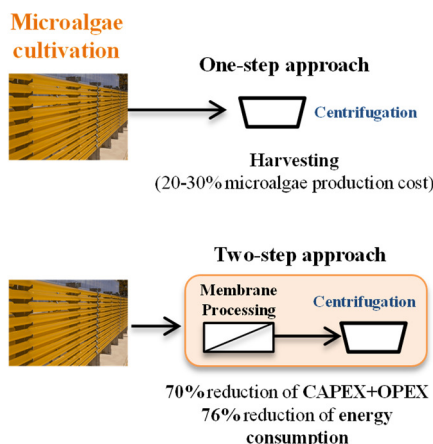 Microalgae
cultivation
One-step approach
Centrifugation
Harvesting
(20-30% microalgae production cost)
Two-step approach
Membrane
Processing
Centrifugation
70% reduction of CAPEX+OPEX
76% reduction of energy
consumption